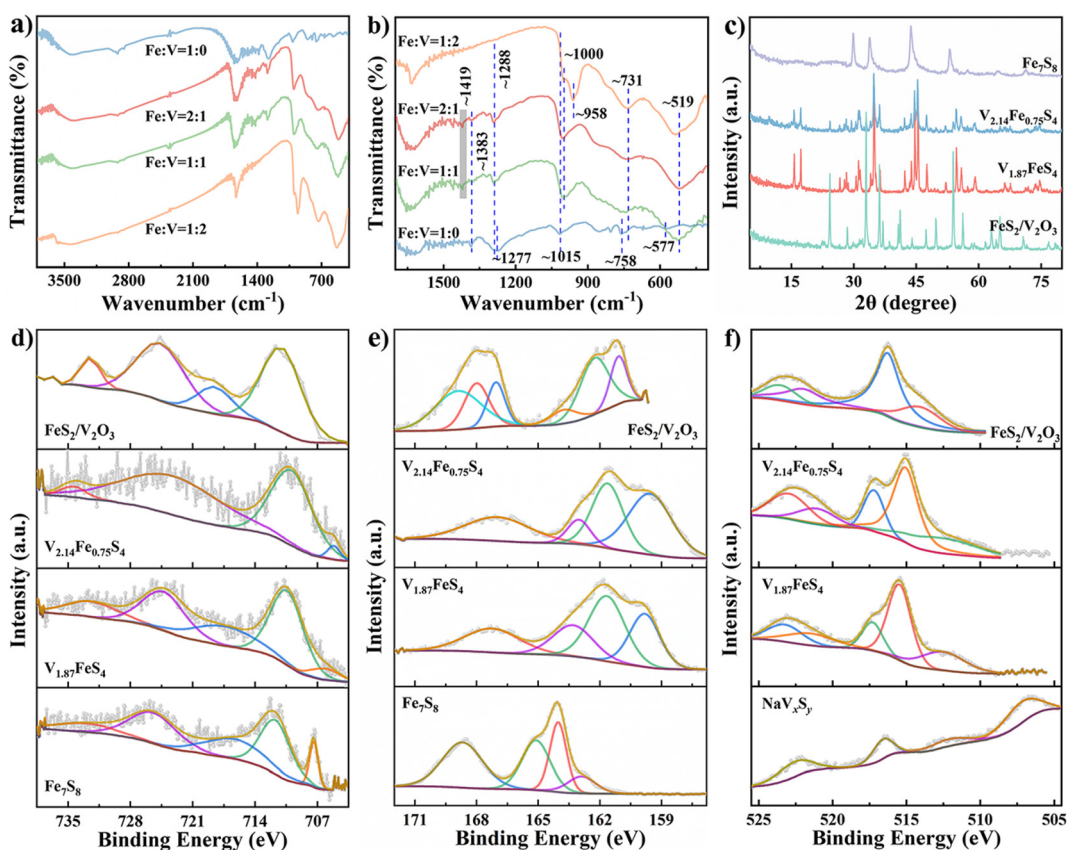 a)
Transmittance (%)
Fe:V=1:0
Fe:V=2:1
Fe:V=1:1
Fe:V=1:2
3500 2800 2100 1400 700
Wavenumber (cm⁻¹)
b)
Transmittance (%)
Fe:V=1:2
Fe:V=2:1
Fe:V=1:1
Fe:V=1:0
~1419
~1383
~1288
~1277
~1000
~958
~1015
~731
~758
~519
~577
1500 1200 900 600
Wavenumber (cm⁻¹)
c)
Intensity (a.u.)
Fe₇S₈
V₂.₁₄Fe₀.₇₅S₄
V₁.₈₇FeS₄
FeS₂/V₂O₃
15 30 45 60 75
2θ (degree)
d)
Intensity (a.u.)
FeS₂/V₂O₃
V₂.₁₄Fe₀.₇₅S₄
V₁.₈₇FeS₄
Fe₇S₈
735 728 721 714 707
Binding Energy (eV)
e)
Intensity (a.u.)
FeS₂/V₂O₃
V₂.₁₄Fe₀.₇₅S₄
V₁.₈₇FeS₄
Fe₇S₈
171 168 165 162 159
Binding Energy (eV)
f)
Intensity (a.u.)
FeS₂/V₂O₃
V₂.₁₄Fe₀.₇₅S₄
V₁.₈₇FeS₄
NaVₓSᵧ
525 520 515 510 505
Binding Energy (eV)